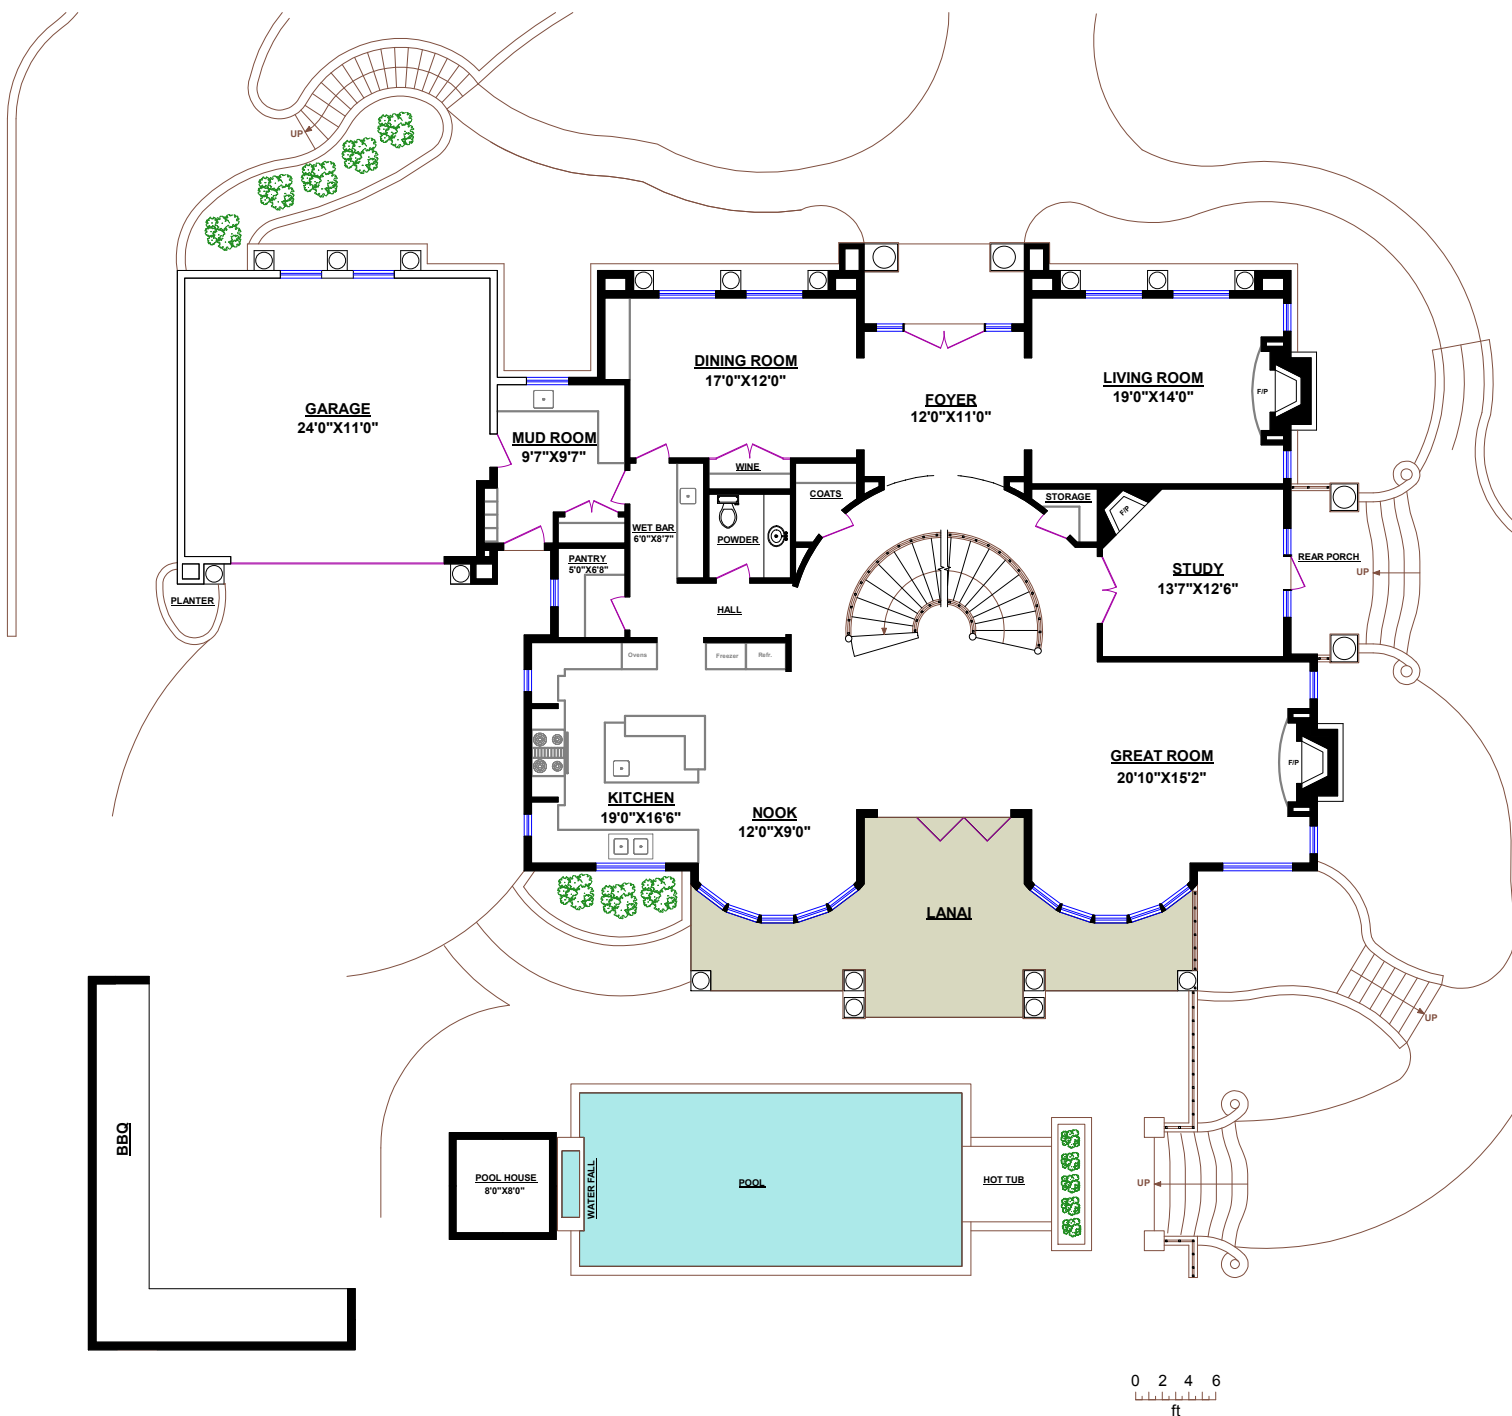 UP
DINING ROOM
17'0"X12'0"
LIVING ROOM
19'0"X14'0"
F/P
FOYER
12'0"X11'0"
GARAGE
24'0"X11'0"
MUD ROOM
9'7"X9'7"
WINE
COATS
STORAGE
F/P
WET BAR
6'0"X8'7"
POWDER
PANTRY
5'0"X6'8"
REAR PORCH
UP
STUDY
13'7"X12'6"
PLANTER
HALL
Ovens
Freezer
Refr.
GREAT ROOM
20'10"X15'2"
F/P
KITCHEN
19'0"X16'6"
NOOK
12'0"X9'0"
LANAI
UP
BBQ
POOL HOUSE
8'0"X8'0"
WATER FALL
POOL
HOT TUB
UP
0 2 4 6
ft